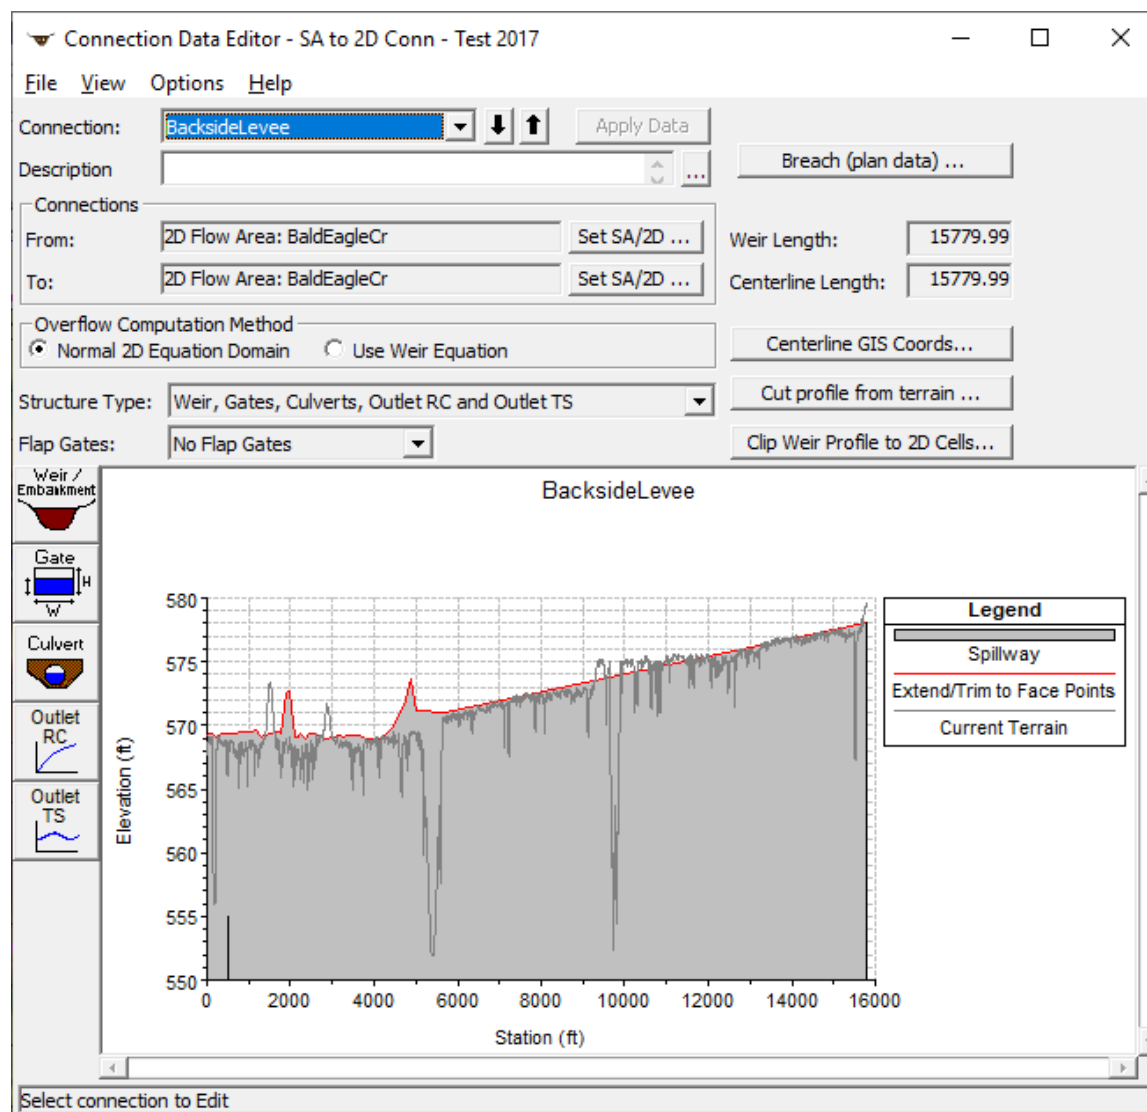 Connection Data Editor - SA to 2D Conn - Test 2017
File View Options Help
Connection: BacksideLevee Apply Data
Description ... Breach (plan data) ...
Connections
From: 2D Flow Area: BaldEagleCr Set SA/2D ... Weir Length: 15779.99
To: 2D Flow Area: BaldEagleCr Set SA/2D ... Centerline Length: 15779.99
Overflow Computation Method
Normal 2D Equation Domain Use Weir Equation Centerline GIS Coords...
Structure Type: Weir, Gates, Culverts, Outlet RC and Outlet TS Cut profile from terrain ...
Flap Gates: No Flap Gates Clip Weir Profile to 2D Cells...
Weir /
Embankment
Gate
H
W
Culvert
Outlet
RC
Outlet
TS
BacksideLevee
Elevation (ft)
580
575
570
565
560
555
550
0 2000 4000 6000 8000 10000 12000 14000 16000
Station (ft)
Legend
Spillway
Extend/Trim to Face Points
Current Terrain
Select connection to Edit